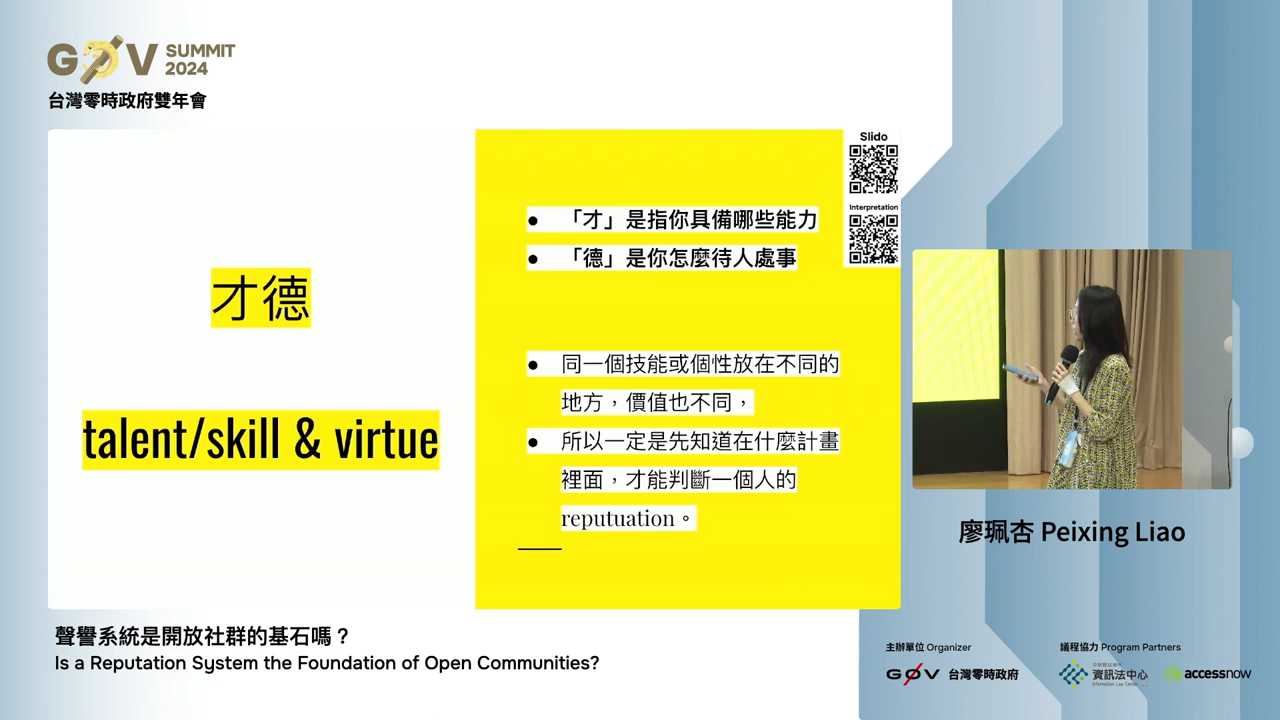 G0V SUMMIT 2024
台灣零時政府雙年會
才德
talent/skill & virtue
● 「才」是指你具備哪些能力
● 「德」是你怎麼待人處事
● 同一個技能或個性放在不同的
地方，價值也不同，
● 所以一定是先知道在什麼計畫
裡面，才能判斷一個人的
reputuation。
Slido
Interpretation
廖珮杏 Peixing Liao
聲譽系統是開放社群的基石嗎？
Is a Reputation System the Foundation of Open Communities?
主辦單位 Organizer
G0V 台灣零時政府
議程協力 Program Partners
資訊法中心
Information Law Center
accessnow